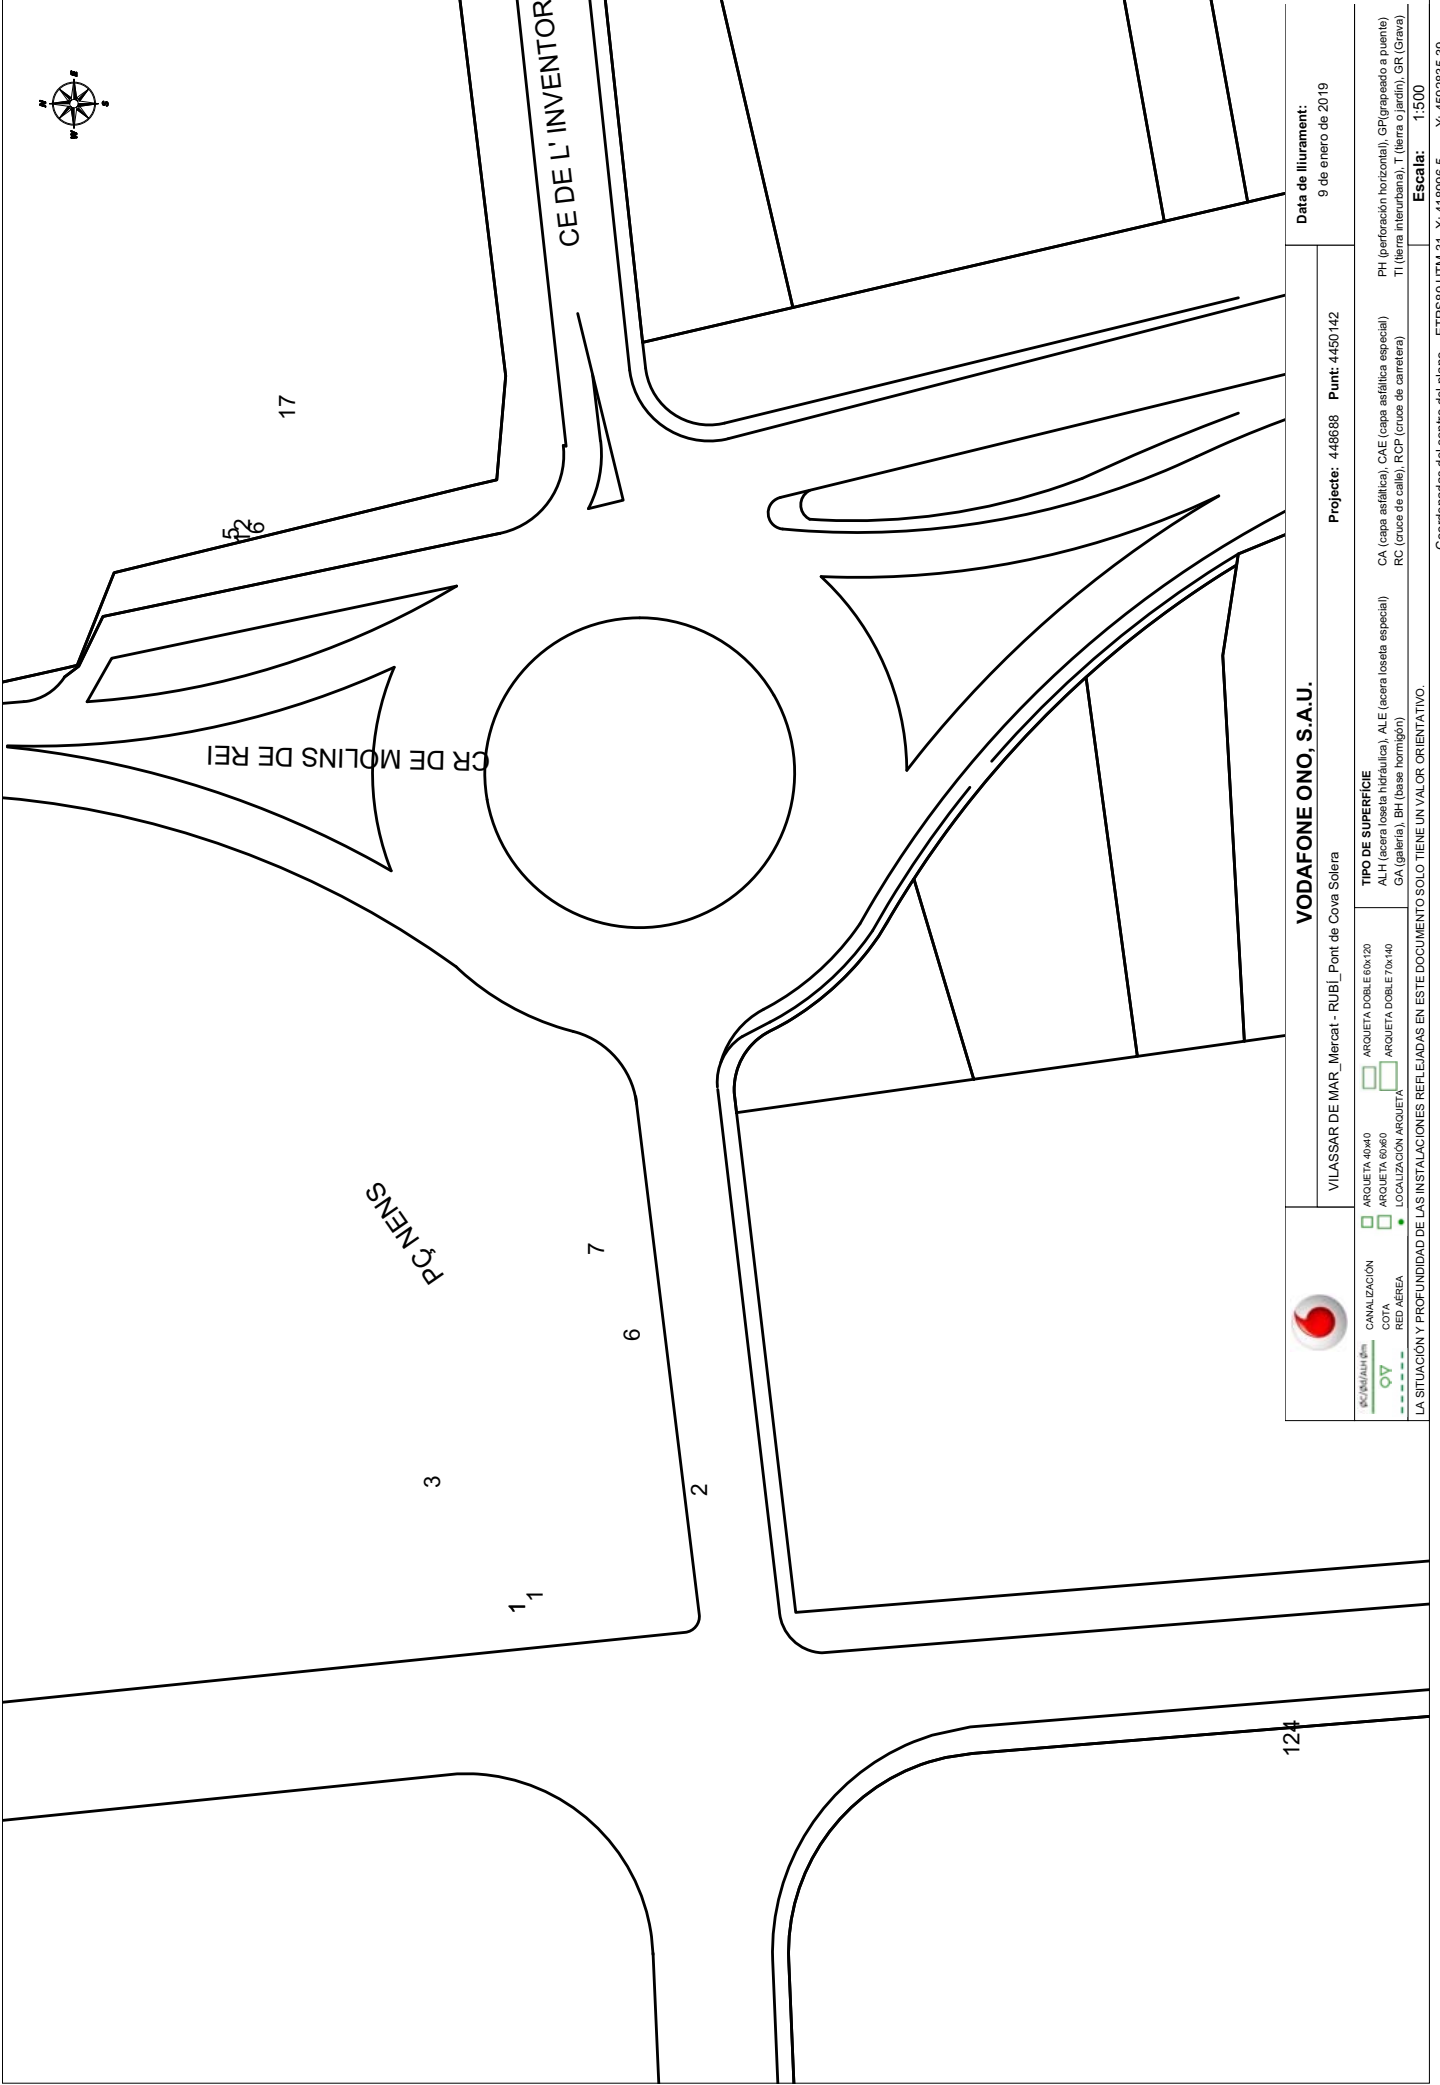 N
W
E
S
CE DE L' INVENTOR
17
5
12
6
CR DE MOLINS DE REI
PÇ NENS
7
6
3
2
1
1
124
VODAFONE ONO, S.A.U.
Data de lliurament:
9 de enero de 2019
VILASSAR DE MAR_Mercat - RUBÍ_Pont de Cova Solera
Projecte: 448688 Punt: 4450142
CANALIZACIÓN
COTA
RED AÉREA
ARQUETA 40x40
ARQUETA 60x60
LOCALIZACIÓN ARQUETA
ARQUETA DOBLE 60x120
ARQUETA DOBLE 70x140
TIPO DE SUPERFÍCIE
ALH (acera loseta hidráulica), ALE (acera loseta especial)
GA (galería), BH (base hormigón)
CA (capa asfáltica), CAE (capa asfáltica especial)
RC (cruce de calle), RCP (cruce de carretera)
PH (perforación horizontal), GP(grapeado a puente)
TI (tierra interurbana), T (tierra o jardín), GR (Grava)
LA SITUACIÓN Y PROFUNDIDAD DE LAS INSTALACIONES REFLEJADAS EN ESTE DOCUMENTO SOLO TIENE UN VALOR ORIENTATIVO.
Escala: 1:500